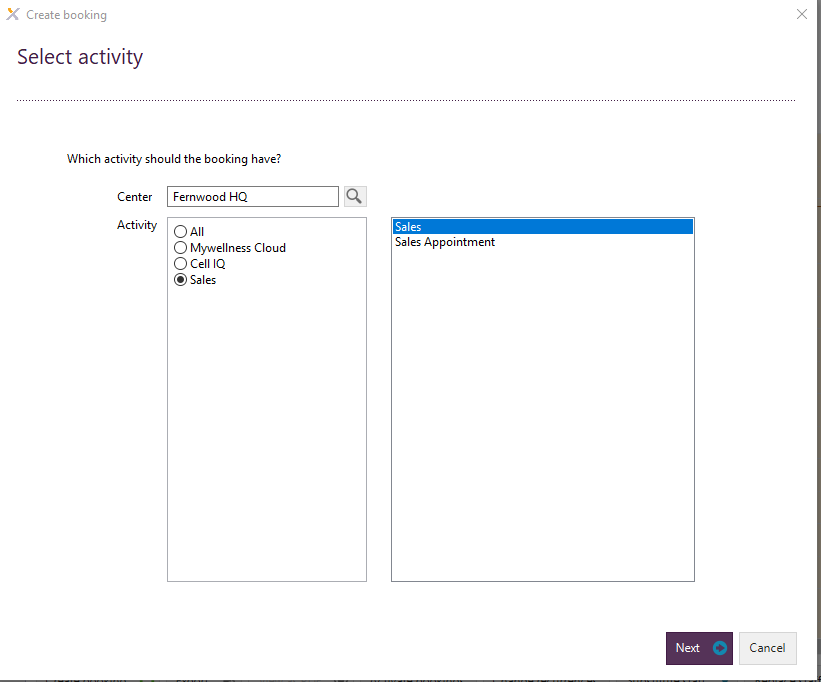 Create booking
Select activity
Which activity should the booking have?
Center Fernwood HQ
Activity
All
Mywellness Cloud
Cell IQ
Sales
Sales
Sales Appointment
Next Cancel